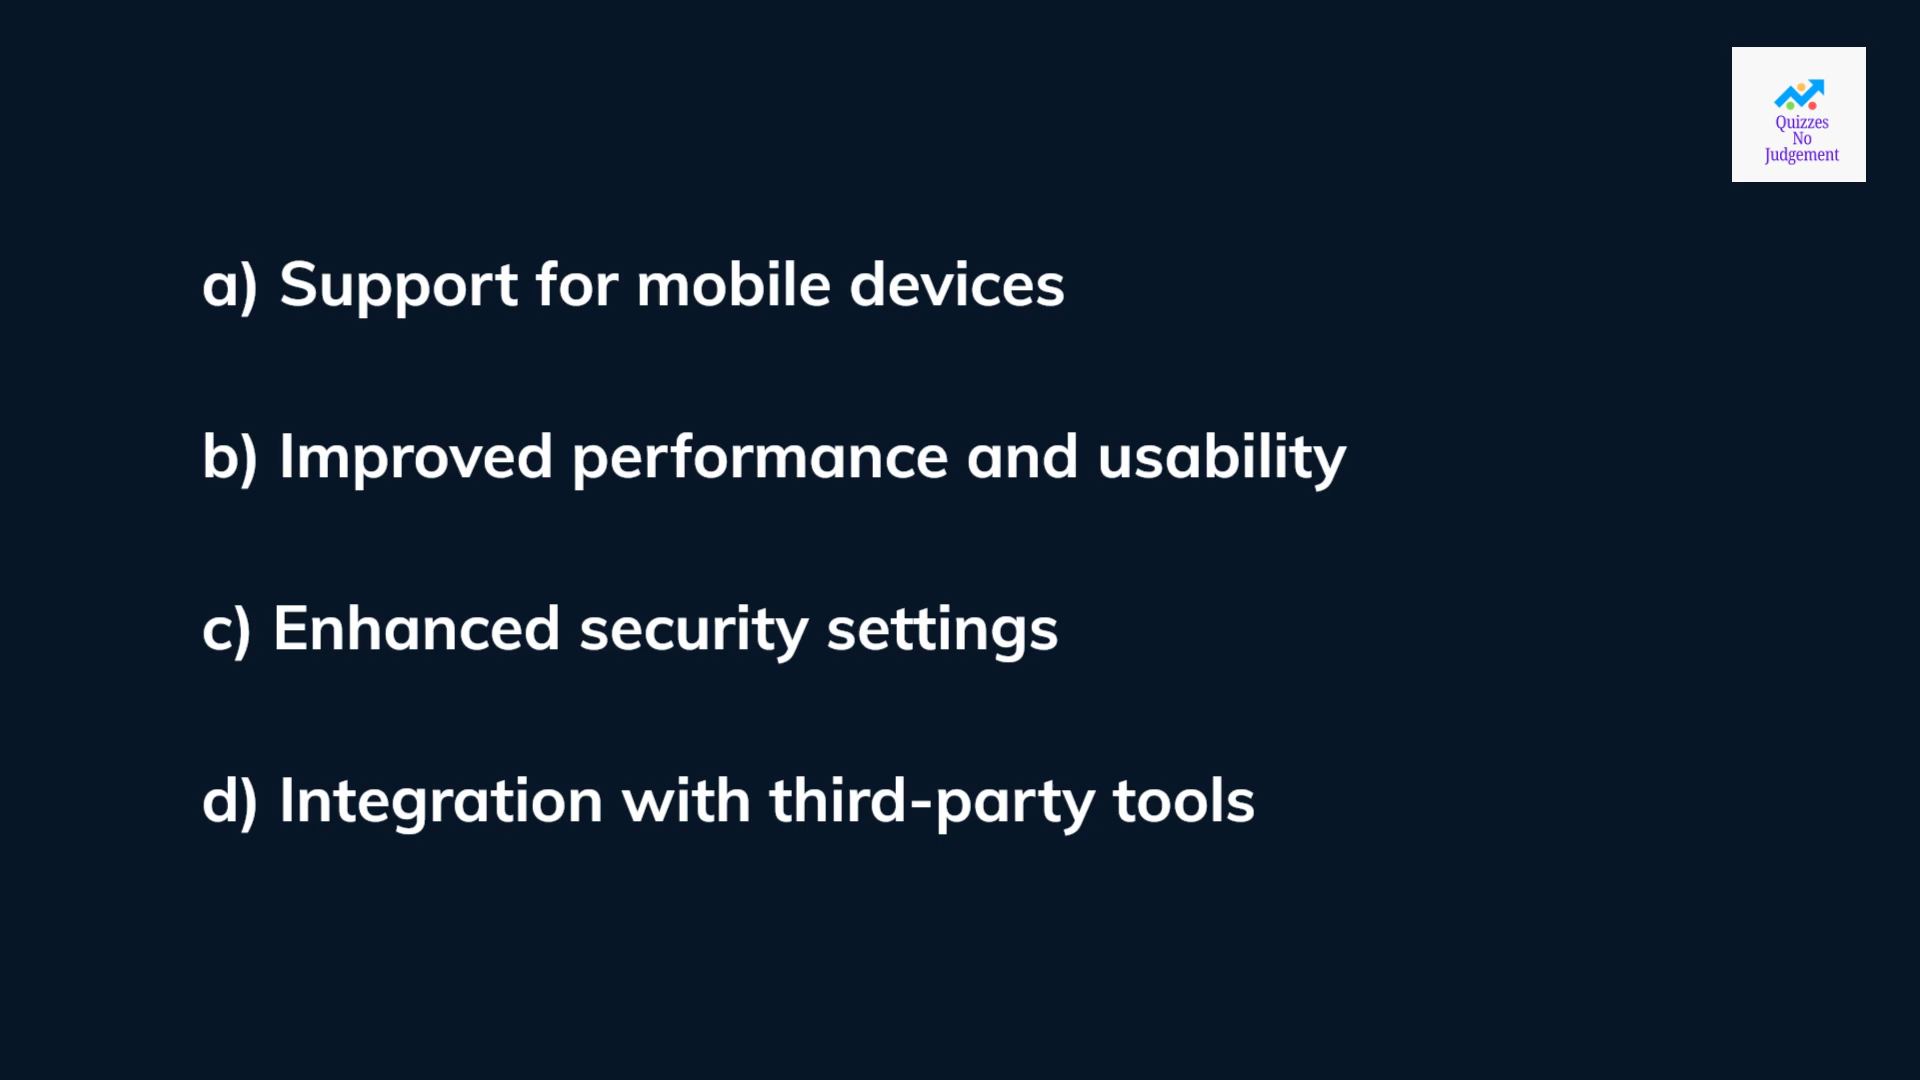 Quizzes
No
Judgement
a) Support for mobile devices
b) Improved performance and usability
c) Enhanced security settings
d) Integration with third-party tools